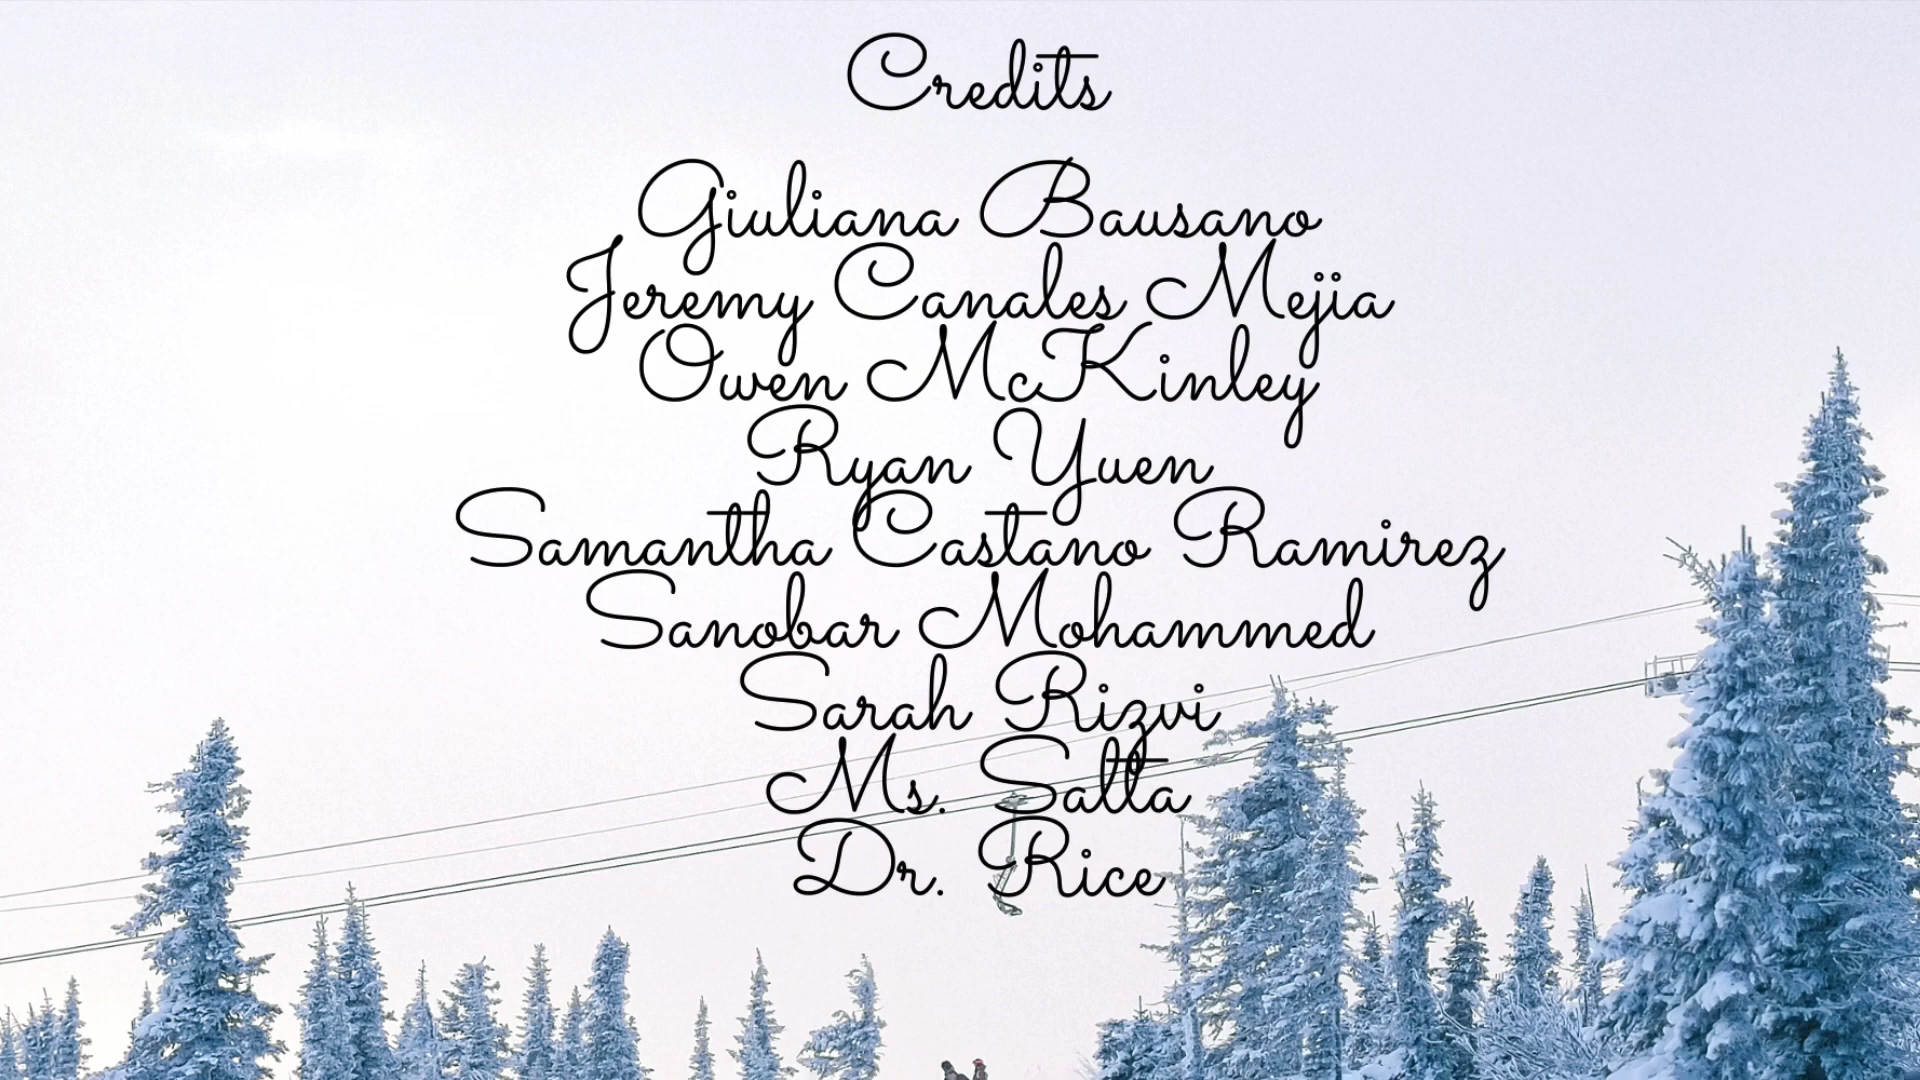 Credits
Giuliana Bausano
Jeremy Canales Mejia
Owen McKinley
Ryan Yuen
Samantha Castano Ramirez
Sanobar Mohammed
Sarah Rizvi
Ms. Satta
Dr. Rice